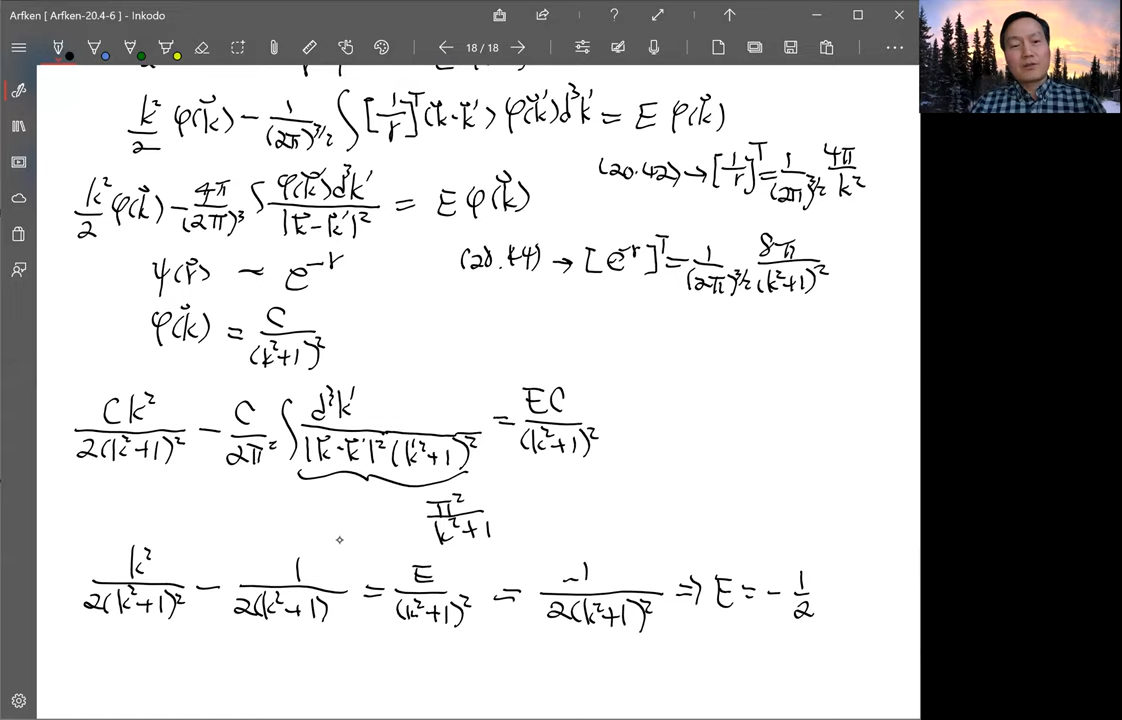 Arfken [ Arfken-20.4-6 ] - Inkodo
18 / 18
k²/2 φ(k⃗) - 1/(2π)^3/2 ∫ [1/r]ᵀ(k⃗-k⃗') φ(k⃗')d³k' = E φ(k⃗)
(20.42) → [1/r]ᵀ = 1/(2π)^3/2 4π/k²
k²/2 φ(k⃗) - 4π/(2π)³ ∫ φ(k⃗')d³k'/|k⃗-k⃗'|² = E φ(k⃗)
(20.44) → [e^-r]ᵀ = 1/(2π)^3/2 8π/(k²+1)²
ψ(r⃗) ~ e^-r
φ(k⃗) = C/(k²+1)²
Ck²/2(k²+1)² - C/2π² ∫ d³k'/|k⃗-k⃗'|²(k'²+1)² = EC/(k²+1)²
π²/k²+1
k²/2(k²+1)² - 1/2(k²+1) = E/(k²+1)² = -1/2(k²+1)² ⇒ E = -1/2